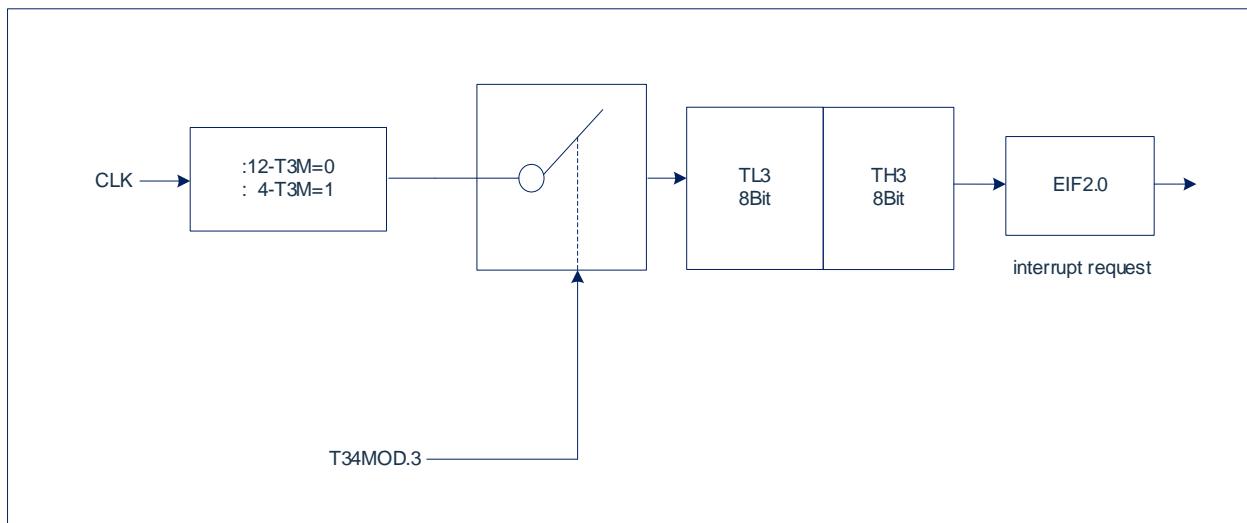 CLK
:12-T3M=0
: 4-T3M=1
TL3
8Bit
TH3
8Bit
EIF2.0
interrupt request
T34MOD.3